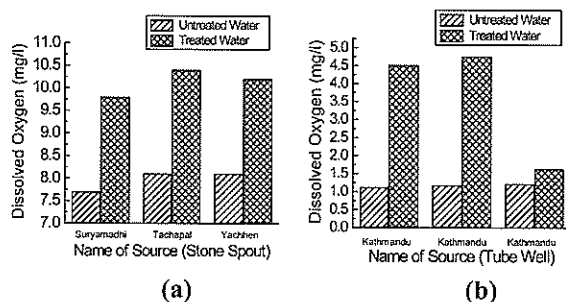 Untreated Water
Treated Water
11.0
10.5
10.0
9.5
9.0
8.5
8.0
7.5
7.0
Dissolved Oxygen (mg/l)
Suryamadhi Tachapal Yachhen
Name of Source (Stone Spout)
(a)
Untreated Water
Treated Water
5.0
4.5
4.0
3.5
3.0
2.5
2.0
1.5
1.0
0.5
0.0
Dissolved Oxygen (mg/l)
Kathmandu Kathmandu Kathmandu
Name of Source (Tube Well)
(b)